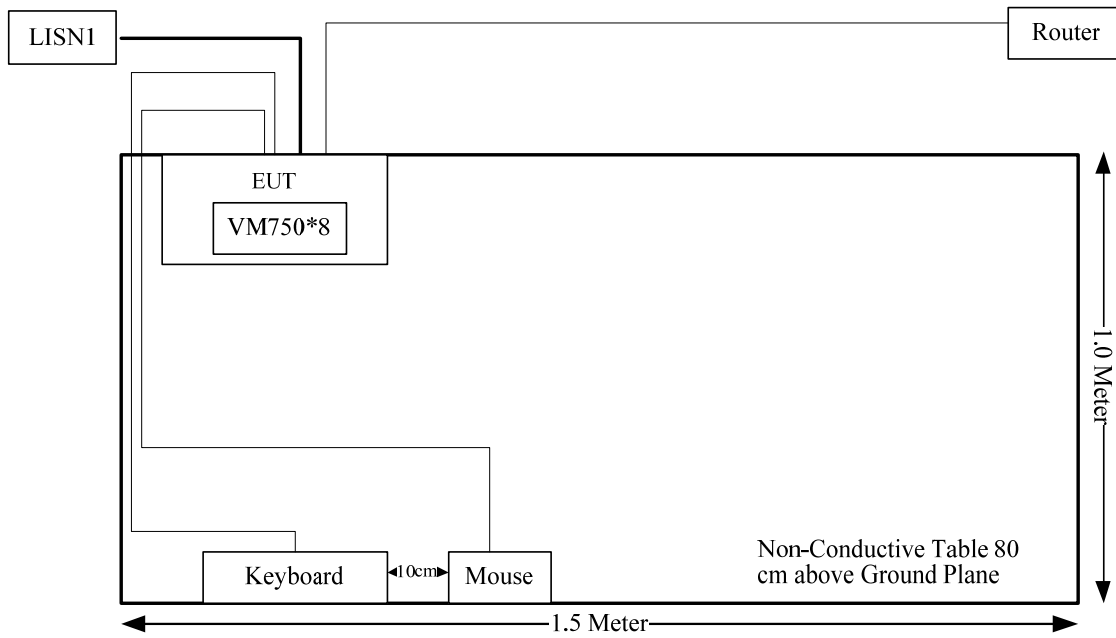 LISN1
Router
EUT
VM750*8
1.0 Meter
Non-Conductive Table 80
cm above Ground Plane
Keyboard
10cm
Mouse
1.5 Meter